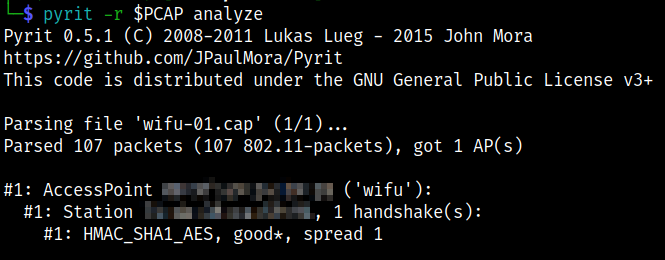 └─$ pyrit -r $PCAP analyze
Pyrit 0.5.1 (C) 2008-2011 Lukas Lueg - 2015 John Mora
https://github.com/JPaulMora/Pyrit
This code is distributed under the GNU General Public License v3+
Parsing file 'wifu-01.cap' (1/1)...
Parsed 107 packets (107 802.11-packets), got 1 AP(s)
#1: AccessPoint ('wifu'):
#1: Station , 1 handshake(s):
#1: HMAC_SHA1_AES, good*, spread 1